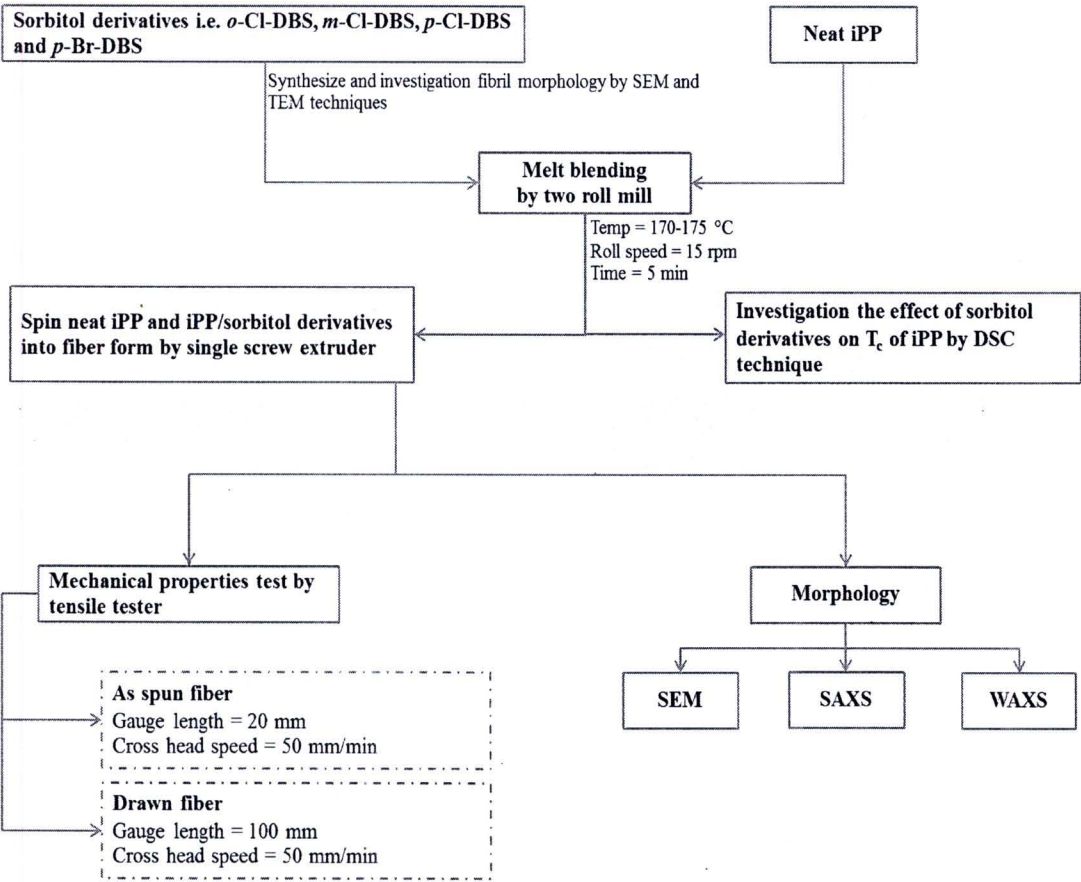 Sorbitol derivatives i.e. o-Cl-DBS, m-Cl-DBS, p-Cl-DBS
and p-Br-DBS
Neat iPP
Synthesize and investigation fibril morphology by SEM and
TEM techniques
Melt blending
by two roll mill
Temp = 170-175 °C
Roll speed = 15 rpm
Time = 5 min
Spin neat iPP and iPP/sorbitol derivatives
into fiber form by single screw extruder
Investigation the effect of sorbitol
derivatives on Tc of iPP by DSC
technique
Mechanical properties test by
tensile tester
Morphology
SEM
SAXS
WAXS
As spun fiber
Gauge length = 20 mm
Cross head speed = 50 mm/min
Drawn fiber
Gauge length = 100 mm
Cross head speed = 50 mm/min